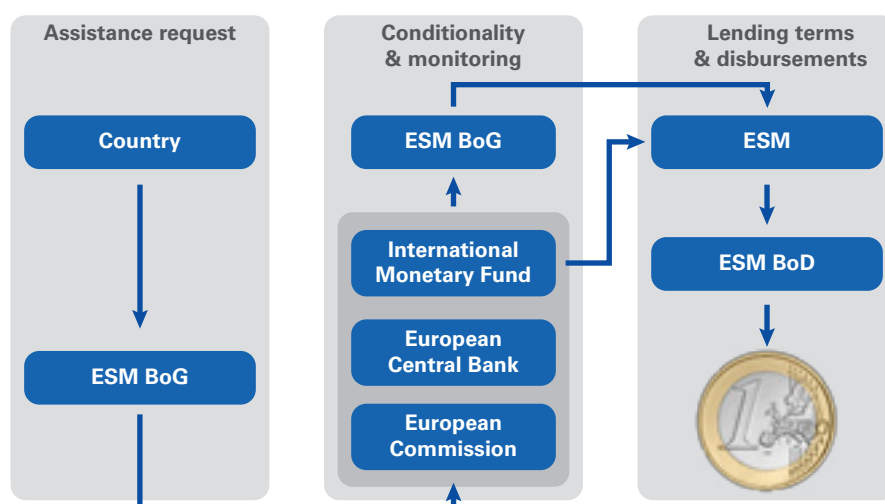 Assistance request
Country
ESM BoG
Conditionality
& monitoring
ESM BoG
International
Monetary Fund
European
Central Bank
European
Commission
Lending terms
& disbursements
ESM
ESM BoD
1